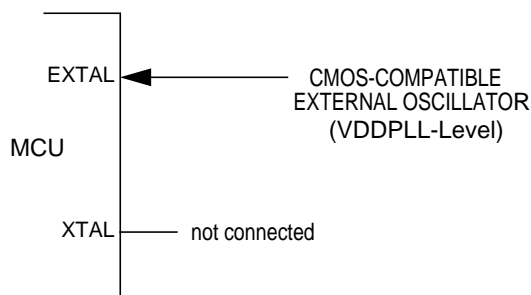 EXTAL
CMOS-COMPATIBLE
EXTERNAL OSCILLATOR
(VDDPLL-Level)
MCU
XTAL
not connected